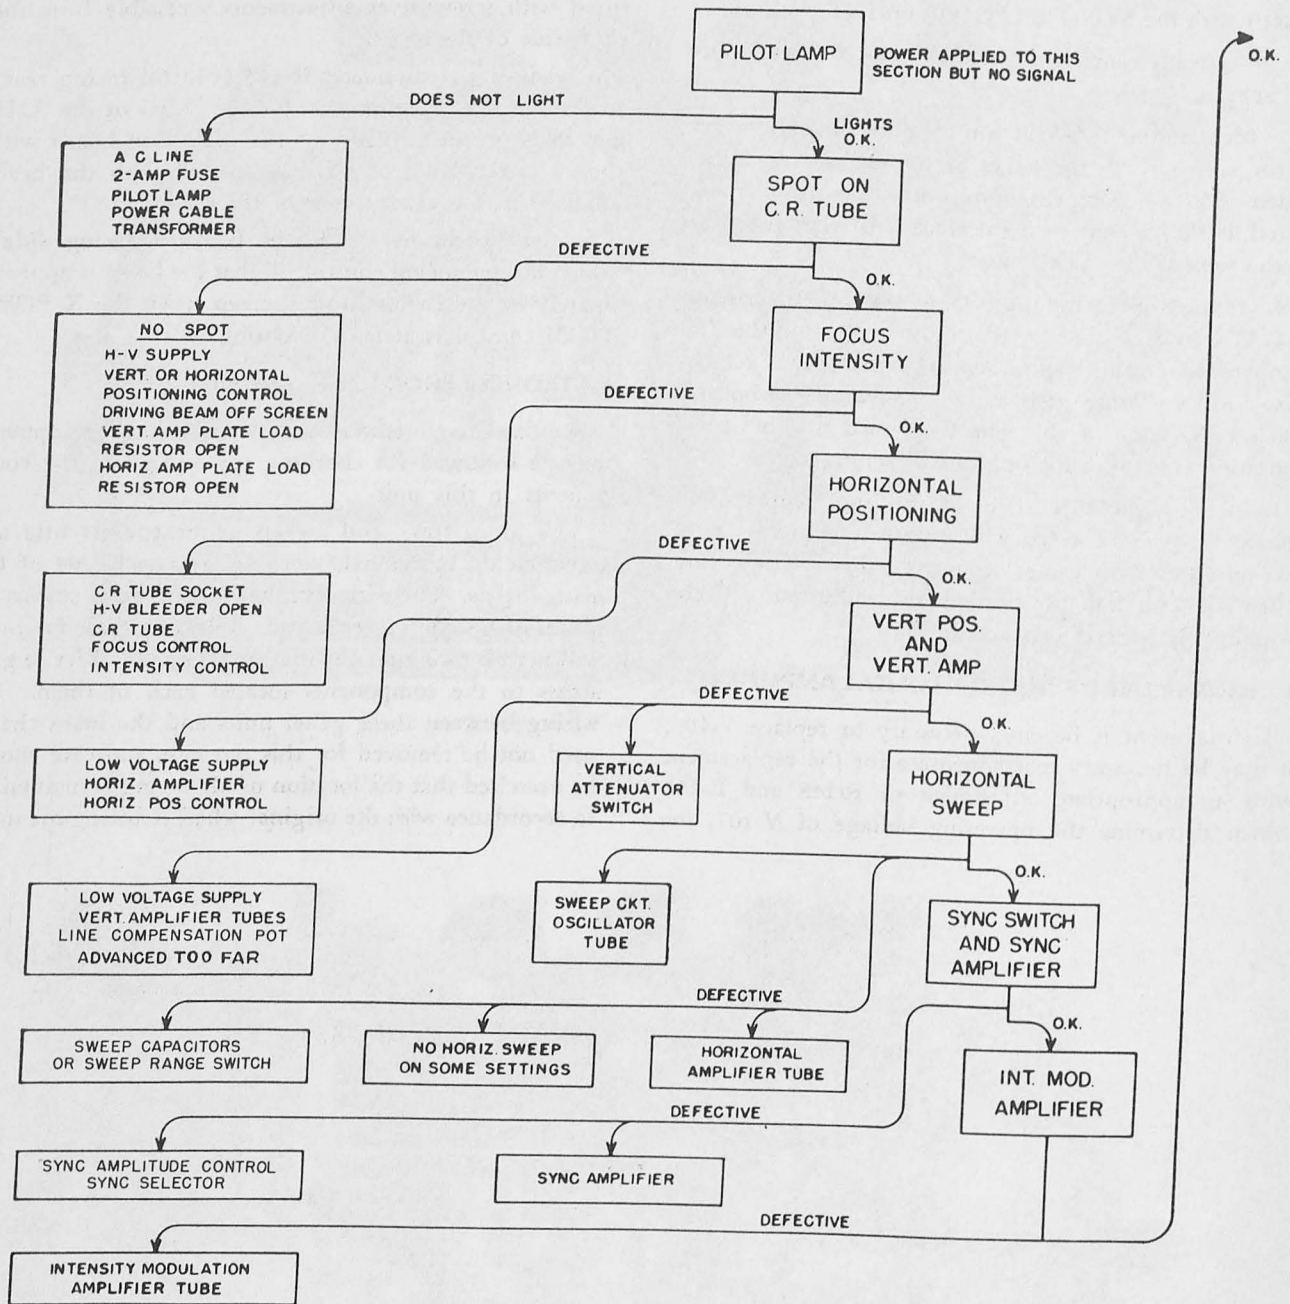 PILOT LAMP
POWER APPLIED TO THIS
SECTION BUT NO SIGNAL
O.K.
DOES NOT LIGHT
LIGHTS
O.K.
A C LINE
2-AMP FUSE
PILOT LAMP
POWER CABLE
TRANSFORMER
SPOT ON
C.R. TUBE
DEFECTIVE
O.K.
NO SPOT
H-V SUPPLY
VERT. OR HORIZONTAL
POSITIONING CONTROL
DRIVING BEAM OFF SCREEN
VERT. AMP PLATE LOAD
RESISTOR OPEN
HORIZ AMP PLATE LOAD
RESISTOR OPEN
FOCUS
INTENSITY
DEFECTIVE
O.K.
HORIZONTAL
POSITIONING
DEFECTIVE
O.K.
C R TUBE SOCKET
H-V BLEEDER OPEN
C R TUBE
FOCUS CONTROL
INTENSITY CONTROL
VERT POS.
AND
VERT. AMP
DEFECTIVE
O.K.
LOW VOLTAGE SUPPLY
HORIZ AMPLIFIER
HORIZ POS CONTROL
VERTICAL
ATTENUATOR
SWITCH
HORIZONTAL
SWEEP
O.K.
LOW VOLTAGE SUPPLY
VERT. AMPLIFIER TUBES
LINE COMPENSATION POT
ADVANCED TOO FAR
SWEEP CKT.
OSCILLATOR
TUBE
SYNC SWITCH
AND SYNC
AMPLIFIER
DEFECTIVE
O.K.
SWEEP CAPACITORS
OR SWEEP RANGE SWITCH
NO HORIZ. SWEEP
ON SOME SETTINGS
HORIZONTAL
AMPLIFIER TUBE
INT. MOD.
AMPLIFIER
DEFECTIVE
SYNC AMPLITUDE CONTROL
SYNC SELECTOR
SYNC AMPLIFIER
DEFECTIVE
INTENSITY MODULATION
AMPLIFIER TUBE